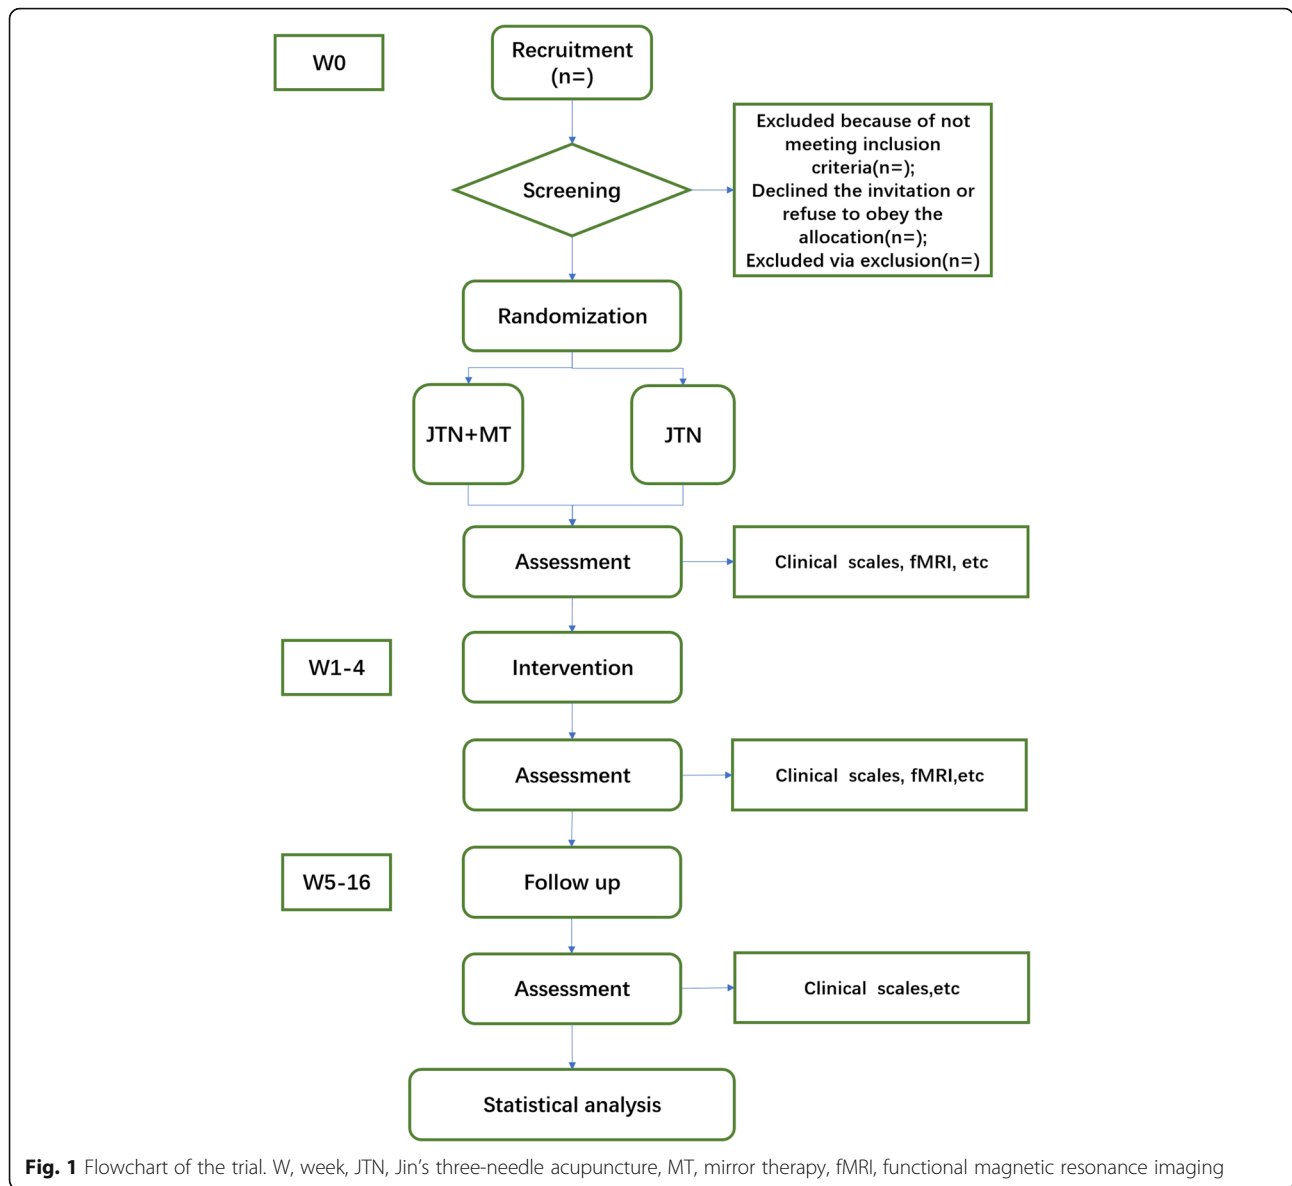 W0
Recruitment
(n=)
Excluded because of not
meeting inclusion
criteria(n=);
Declined the invitation or
refuse to obey the
allocation(n=);
Excluded via exclusion(n=)
Screening
Randomization
JTN+MT
JTN
Assessment
Clinical scales, fMRI, etc
W1-4
Intervention
Assessment
Clinical scales, fMRI,etc
W5-16
Follow up
Assessment
Clinical scales,etc
Statistical analysis
Fig. 1 Flowchart of the trial. W, week, JTN, Jin’s three-needle acupuncture, MT, mirror therapy, fMRI, functional magnetic resonance imaging